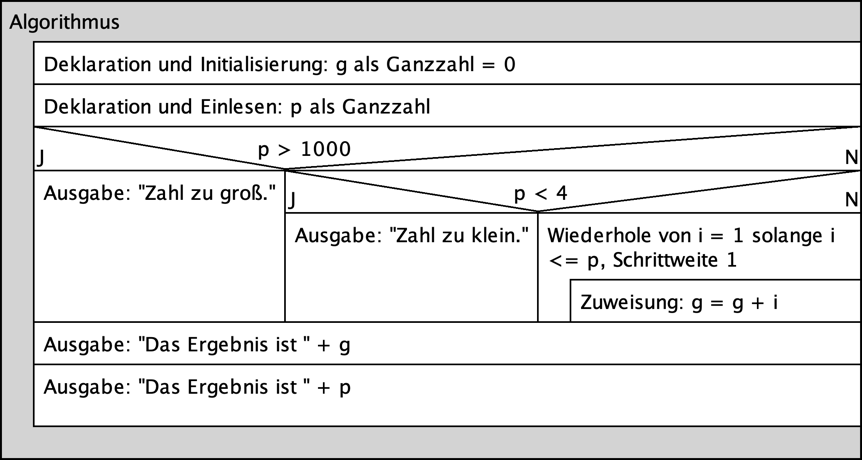 Algorithmus
Deklaration und Initialisierung: g als Ganzzahl = 0
Deklaration und Einlesen: p als Ganzzahl
p > 1000
J
N
Ausgabe: "Zahl zu groß."
p < 4
J
N
Ausgabe: "Zahl zu klein."
Wiederhole von i = 1 solange i
<= p, Schrittweite 1
Zuweisung: g = g + i
Ausgabe: "Das Ergebnis ist " + g
Ausgabe: "Das Ergebnis ist " + p